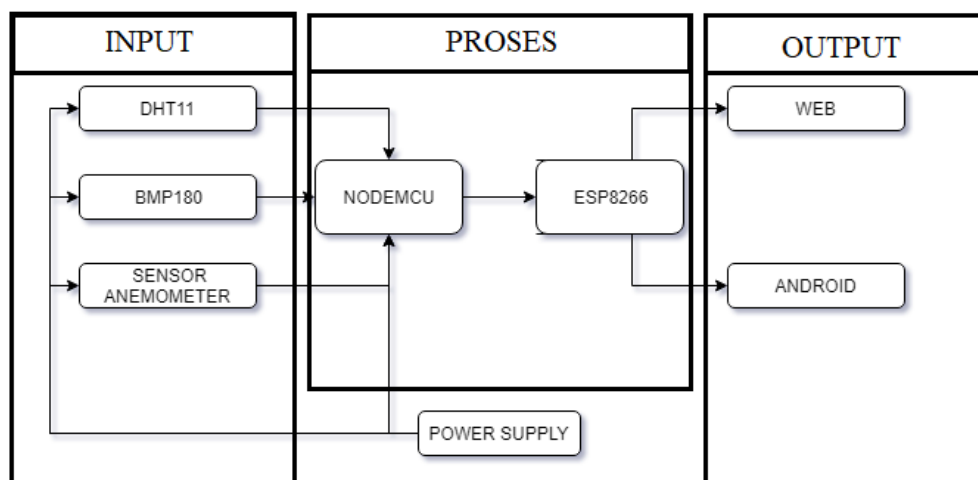 INPUT
PROSES
OUTPUT
DHT11
WEB
BMP180
NODEMCU
ESP8266
SENSOR
ANEMOMETER
ANDROID
POWER SUPPLY